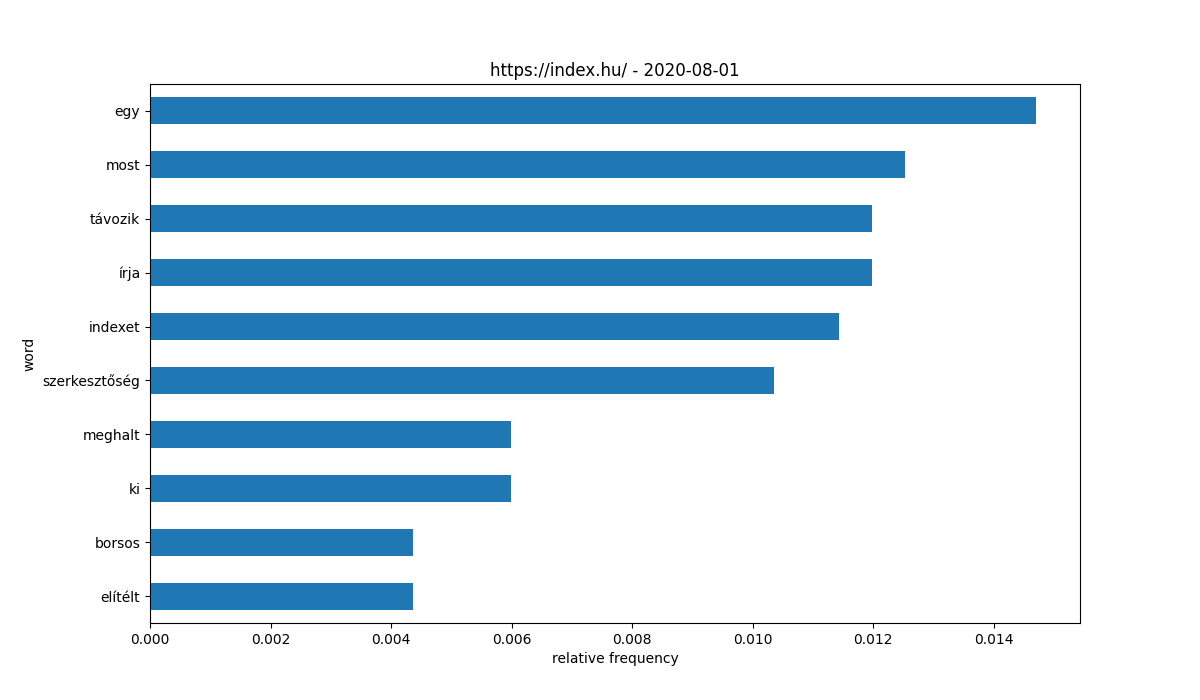 https://index.hu/ - 2020-08-01
egy
most
távozik
írja
indexet
szerkesztőség
meghalt
ki
borsos
elítélt
word
0.000 0.002 0.004 0.006 0.008 0.010 0.012 0.014
relative frequency